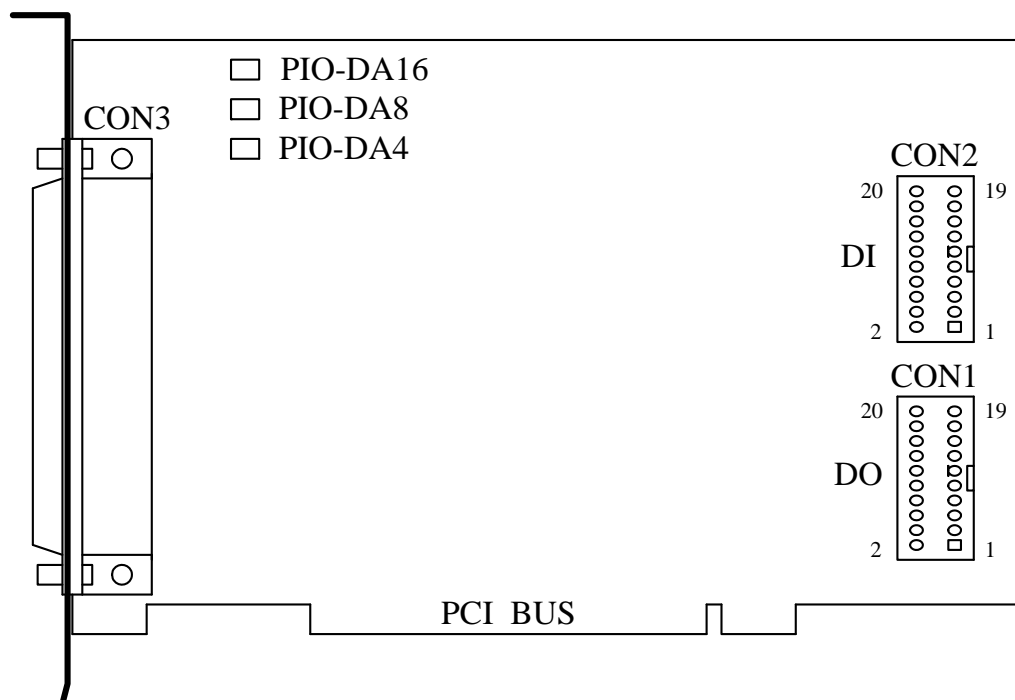 PIO-DA16
PIO-DA8
PIO-DA4
CON3
CON2
20 19
DI
2 1
CON1
20 19
DO
2 1
PCI BUS